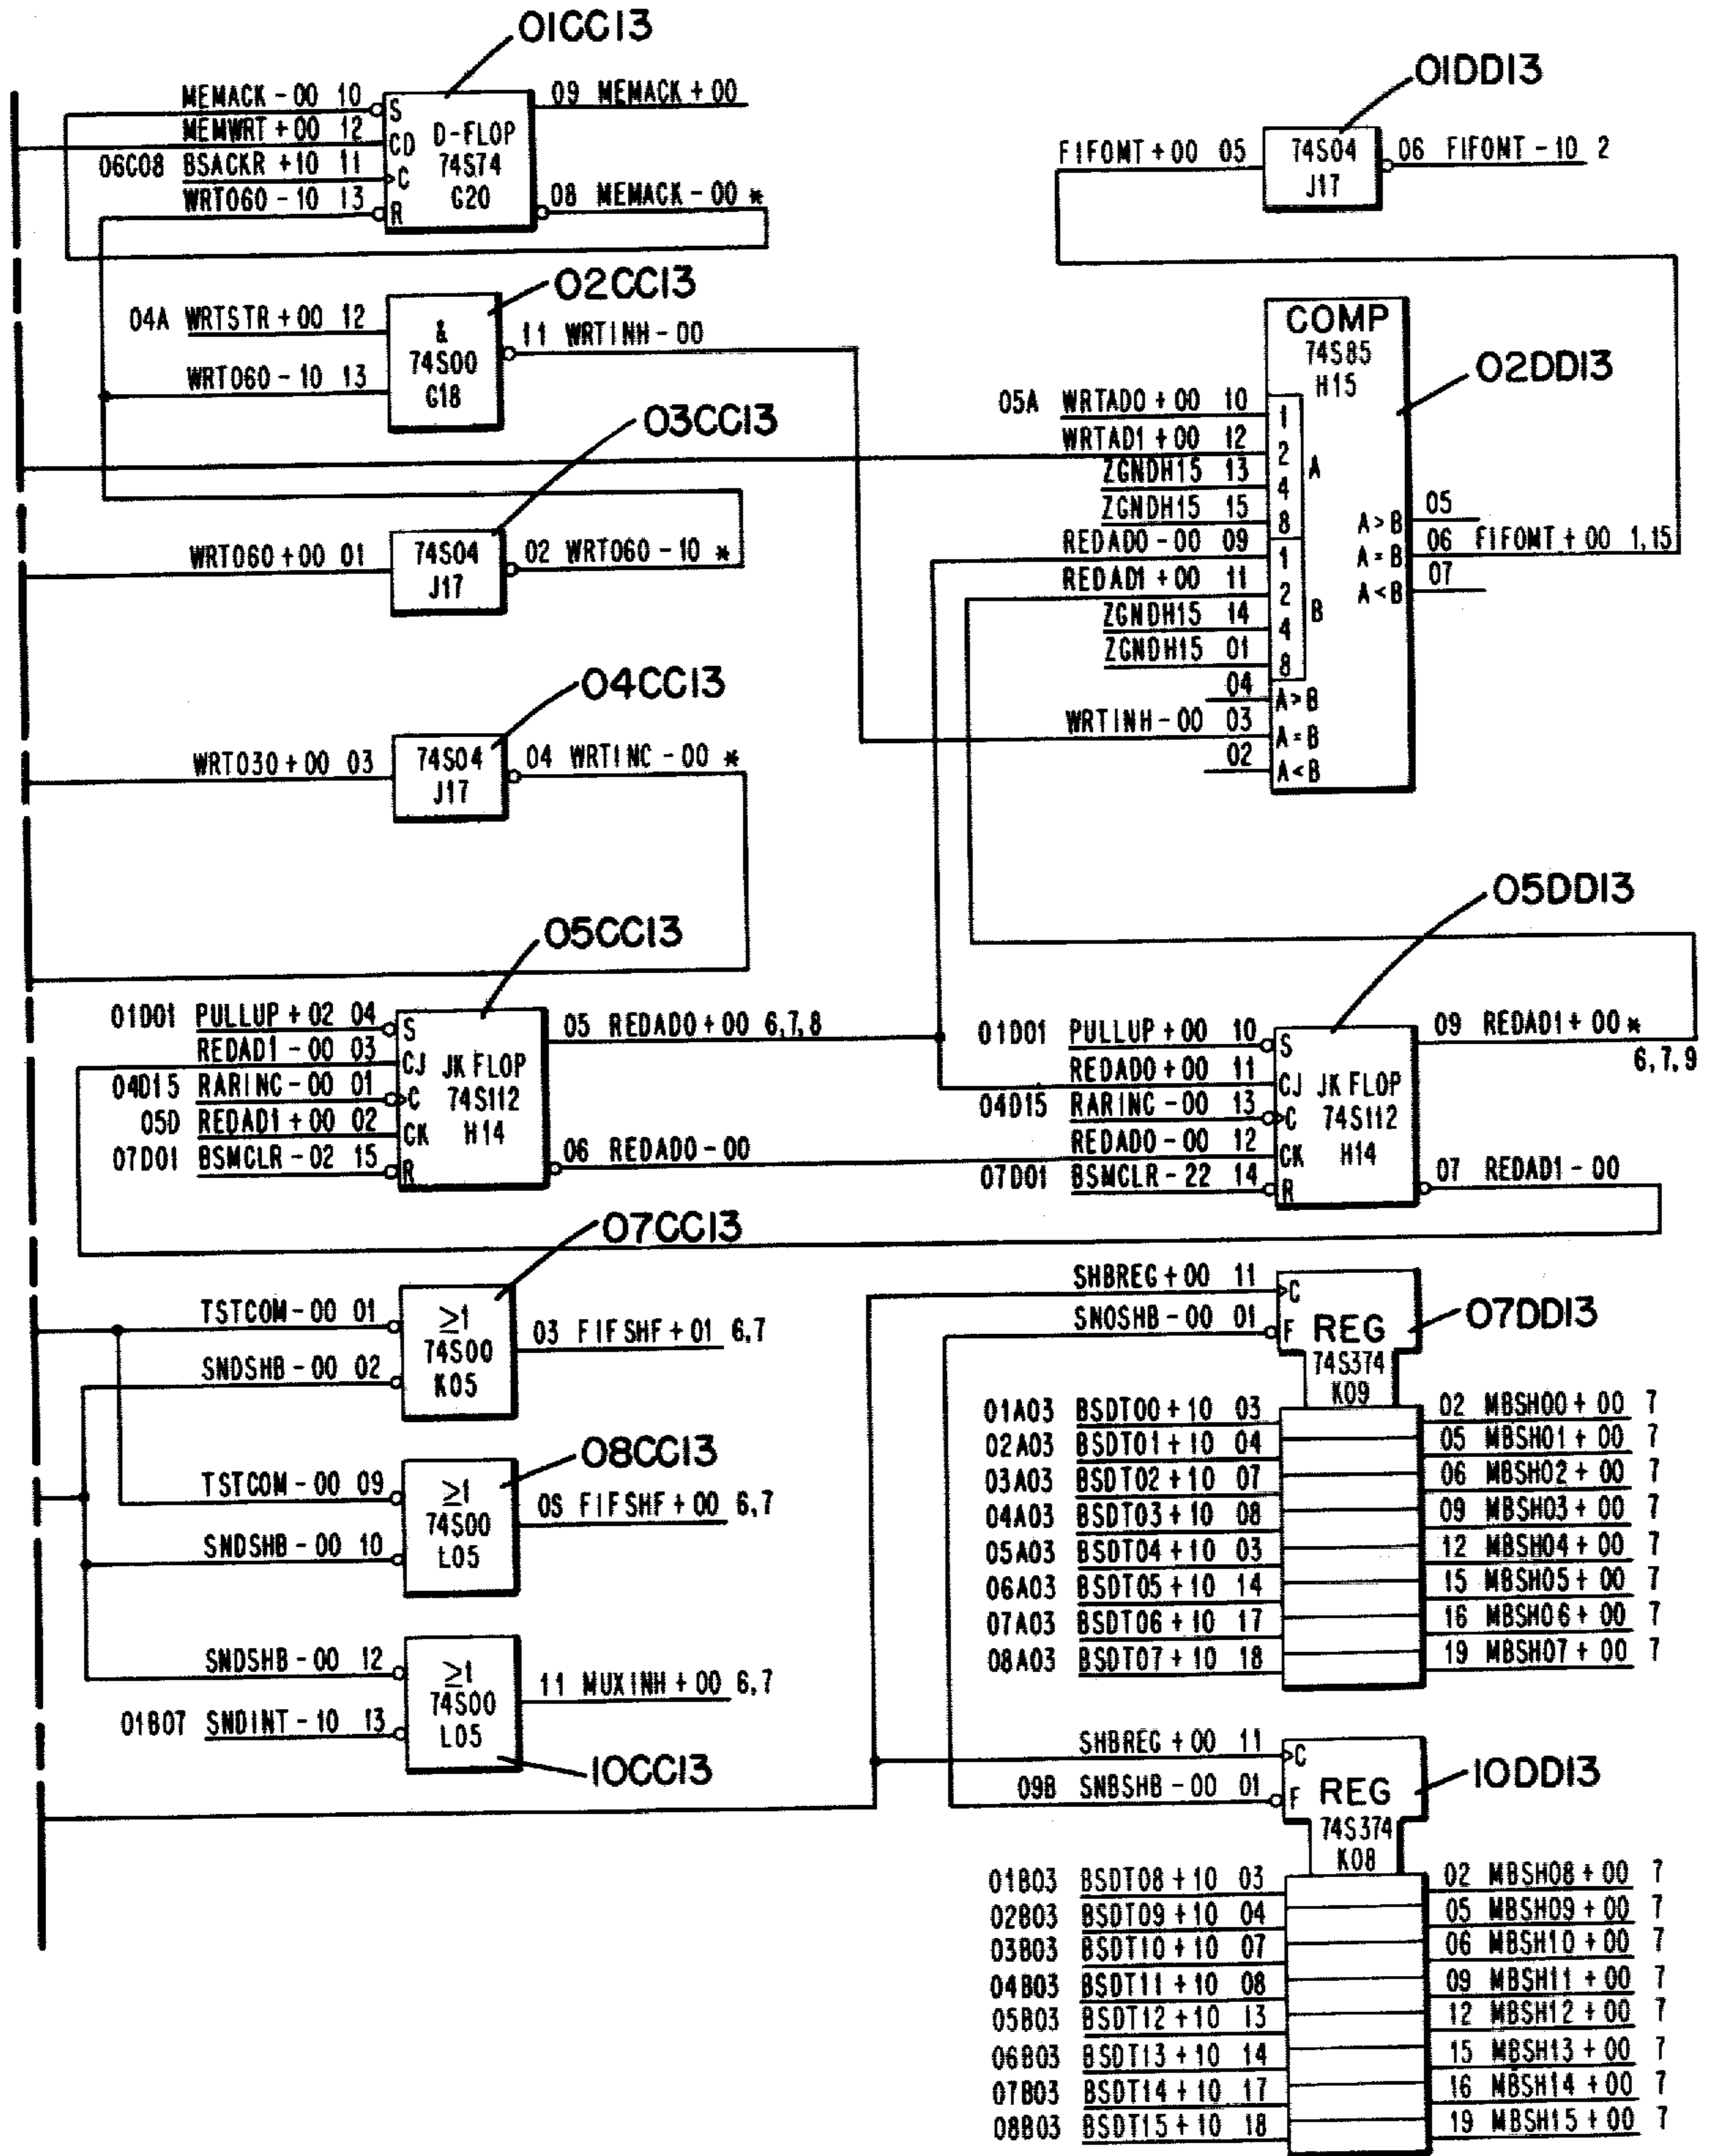 01CC13
MEMACK-00 10
MEMWRT+00 12
06C08 BSACKR+10 11
WRT060-10 13
S
CD
C
R
D-FLOP
74S74
G20
09 MEMACK+00
08 MEMACK-00 *
02CC13
04A WRTSTR+00 12
WRT060-10 13
&
74S00
G18
11 WRTINH-00
03CC13
WRT060+00 01
74S04
J17
02 WRT060-10 *
04CC13
WRT030+00 03
74S04
J17
04 WRTINC-00 *
05CC13
01D01 PULLUP+02 04
REDAD1-00 03
04D15 RARINC-00 01
05D REDAD1+00 02
07D01 BSMCLR-02 15
S
CJ
C
CK
R
JK FLOP
74S112
H14
05 REDAD0+00 6,7,8
06 REDAD0-00
07CC13
TSTCOM-00 01
SNDSHB-00 02
≥1
74S00
K05
03 FIFSHF+01 6,7
08CC13
TSTCOM-00 09
SNDSHB-00 10
≥1
74S00
L05
0S FIFSHF+00 6,7
SNDSHB-00 12
01B07 SNDINT-10 13
≥1
74S00
L05
11 MUXINH+00 6,7
10CC13
01DD13
FIFOMT+00 05
74S04
J17
06 FIFOMT-10 2
COMP
74S85
H15
02DD13
05A WRTAD0+00 10
WRTAD1+00 12
ZGNDH15 13
ZGNDH15 15
REDAD0-00 09
REDAD1+00 11
ZGNDH15 14
ZGNDH15 01
04
WRTINH-00 03
02
1
2
4
8
A
1
2
4
8
B
A>B
A=B
A<B
A>B 05
A=B 06 FIFOMT+00 1,15
A<B 07
05DD13
01D01 PULLUP+00 10
REDAD0+00 11
04D15 RARINC-00 13
REDAD0-00 12
07D01 BSMCLR-22 14
S
CJ
C
CK
R
JK FLOP
74S112
H14
09 REDAD1+00 *
6,7,9
07 REDAD1-00
SHBREG+00 11
SNOSHB-00 01
C
F
REG
74S374
K09
07DD13
01A03 BSDT00+10 03
02A03 BSDT01+10 04
03A03 BSDT02+10 07
04A03 BSDT03+10 08
05A03 BSDT04+10 03
06A03 BSDT05+10 14
07A03 BSDT06+10 17
08A03 BSDT07+10 18
02 MBSH00+00 7
05 MBSH01+00 7
06 MBSH02+00 7
09 MBSH03+00 7
12 MBSH04+00 7
15 MBSH05+00 7
16 MBSH06+00 7
19 MBSH07+00 7
SHBREG+00 11
09B SNBSHB-00 01
C
F
REG
74S374
K08
10DD13
01B03 BSDT08+10 03
02B03 BSDT09+10 04
03B03 BSDT10+10 07
04B03 BSDT11+10 08
05B03 BSDT12+10 13
06B03 BSDT13+10 14
07B03 BSDT14+10 17
08B03 BSDT15+10 18
02 MBSH08+00 7
05 MBSH09+00 7
06 MBSH10+00 7
09 MBSH11+00 7
12 MBSH12+00 7
15 MBSH13+00 7
16 MBSH14+00 7
19 MBSH15+00 7